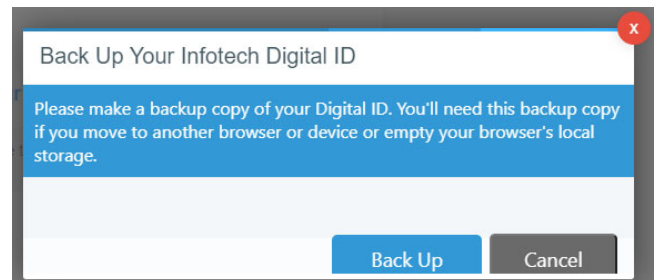 x
Back Up Your Infotech Digital ID
Please make a backup copy of your Digital ID. You'll need this backup copy
if you move to another browser or device or empty your browser's local
storage.
Back Up Cancel